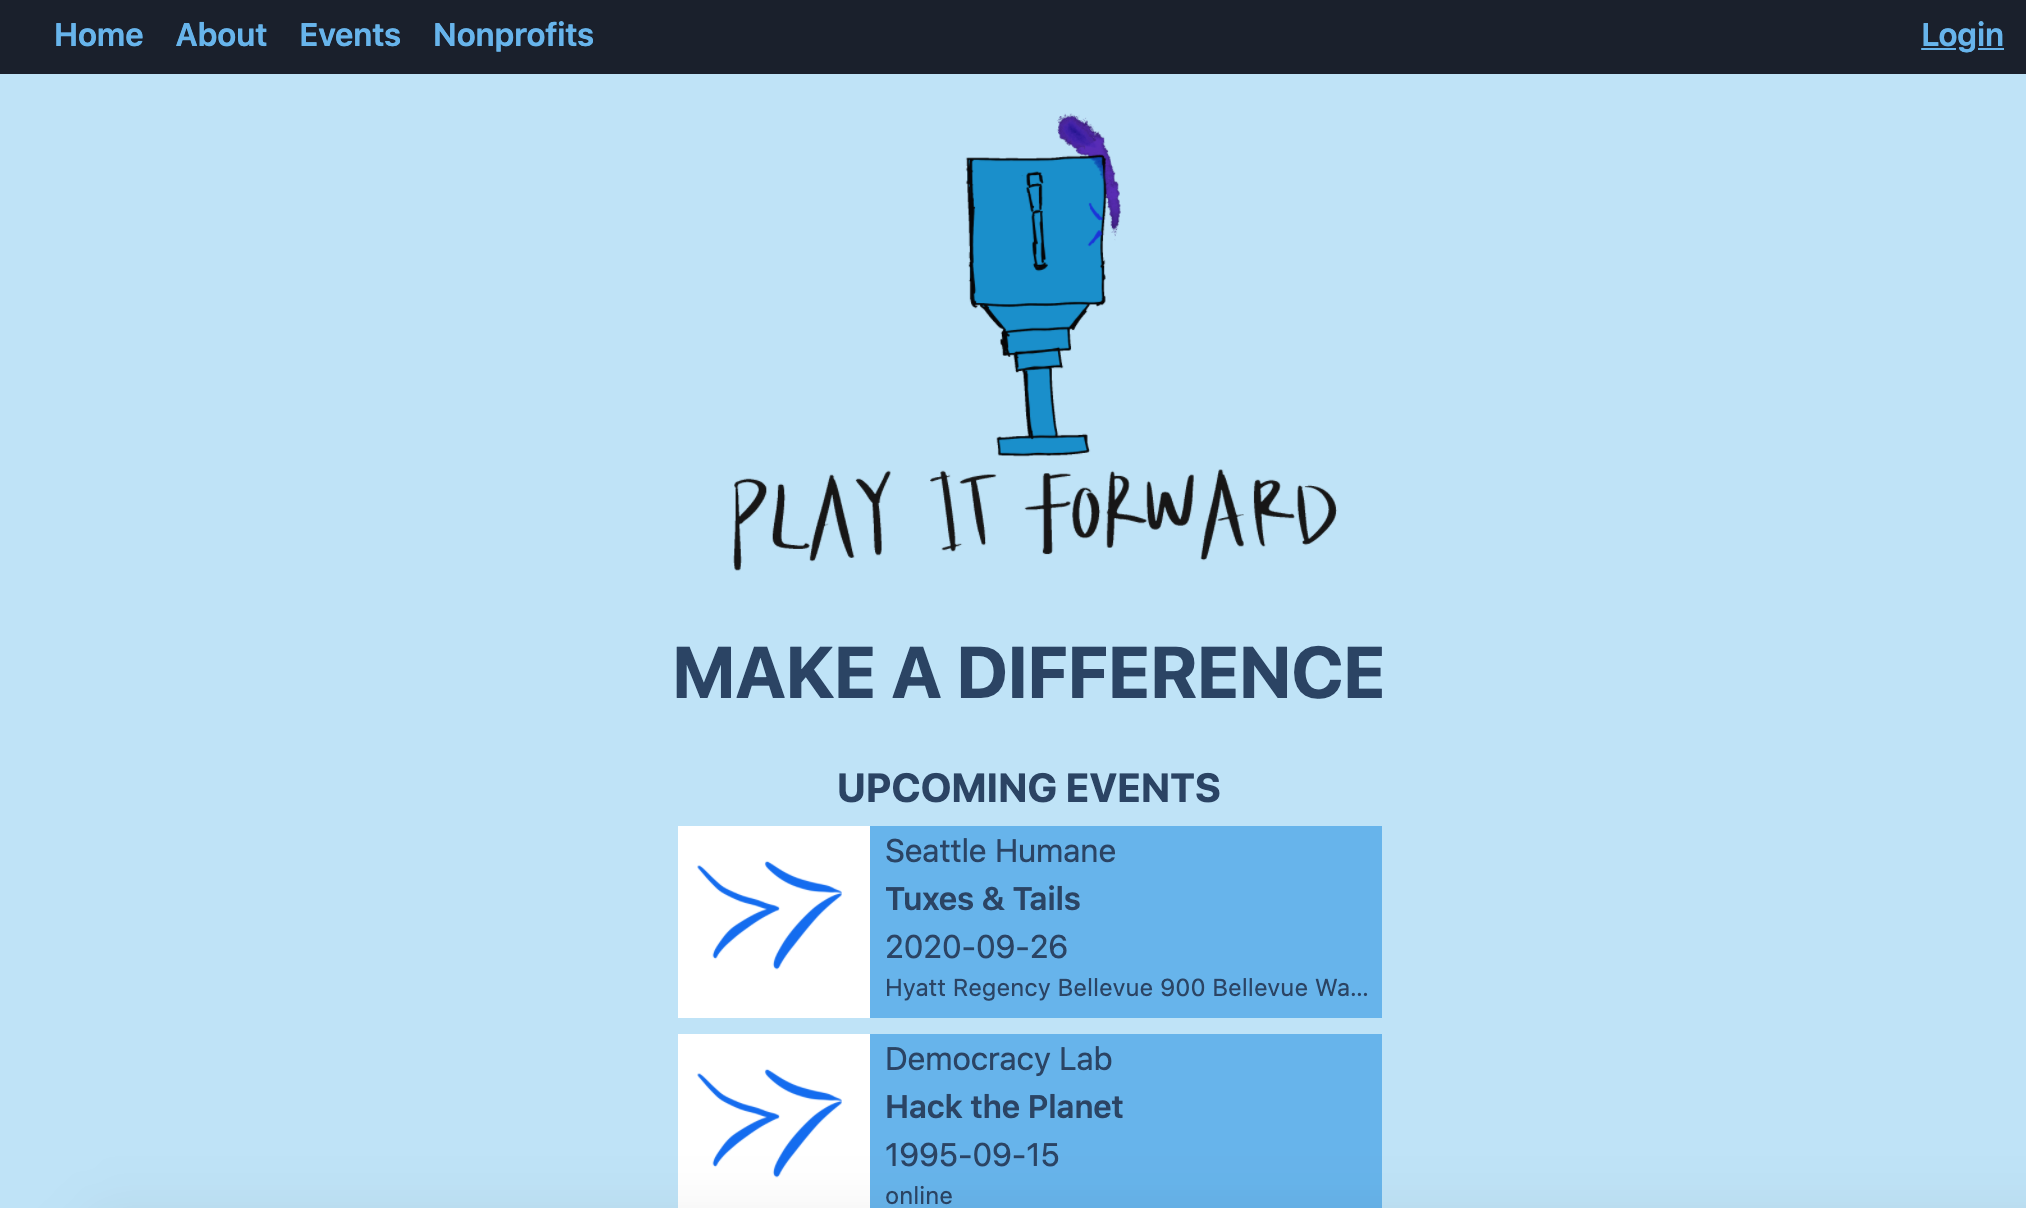 Home About Events Nonprofits Login
PLAY IT FORWARD
MAKE A DIFFERENCE
UPCOMING EVENTS
Seattle Humane
Tuxes & Tails
2020-09-26
Hyatt Regency Bellevue 900 Bellevue Wa...
Democracy Lab
Hack the Planet
1995-09-15
online